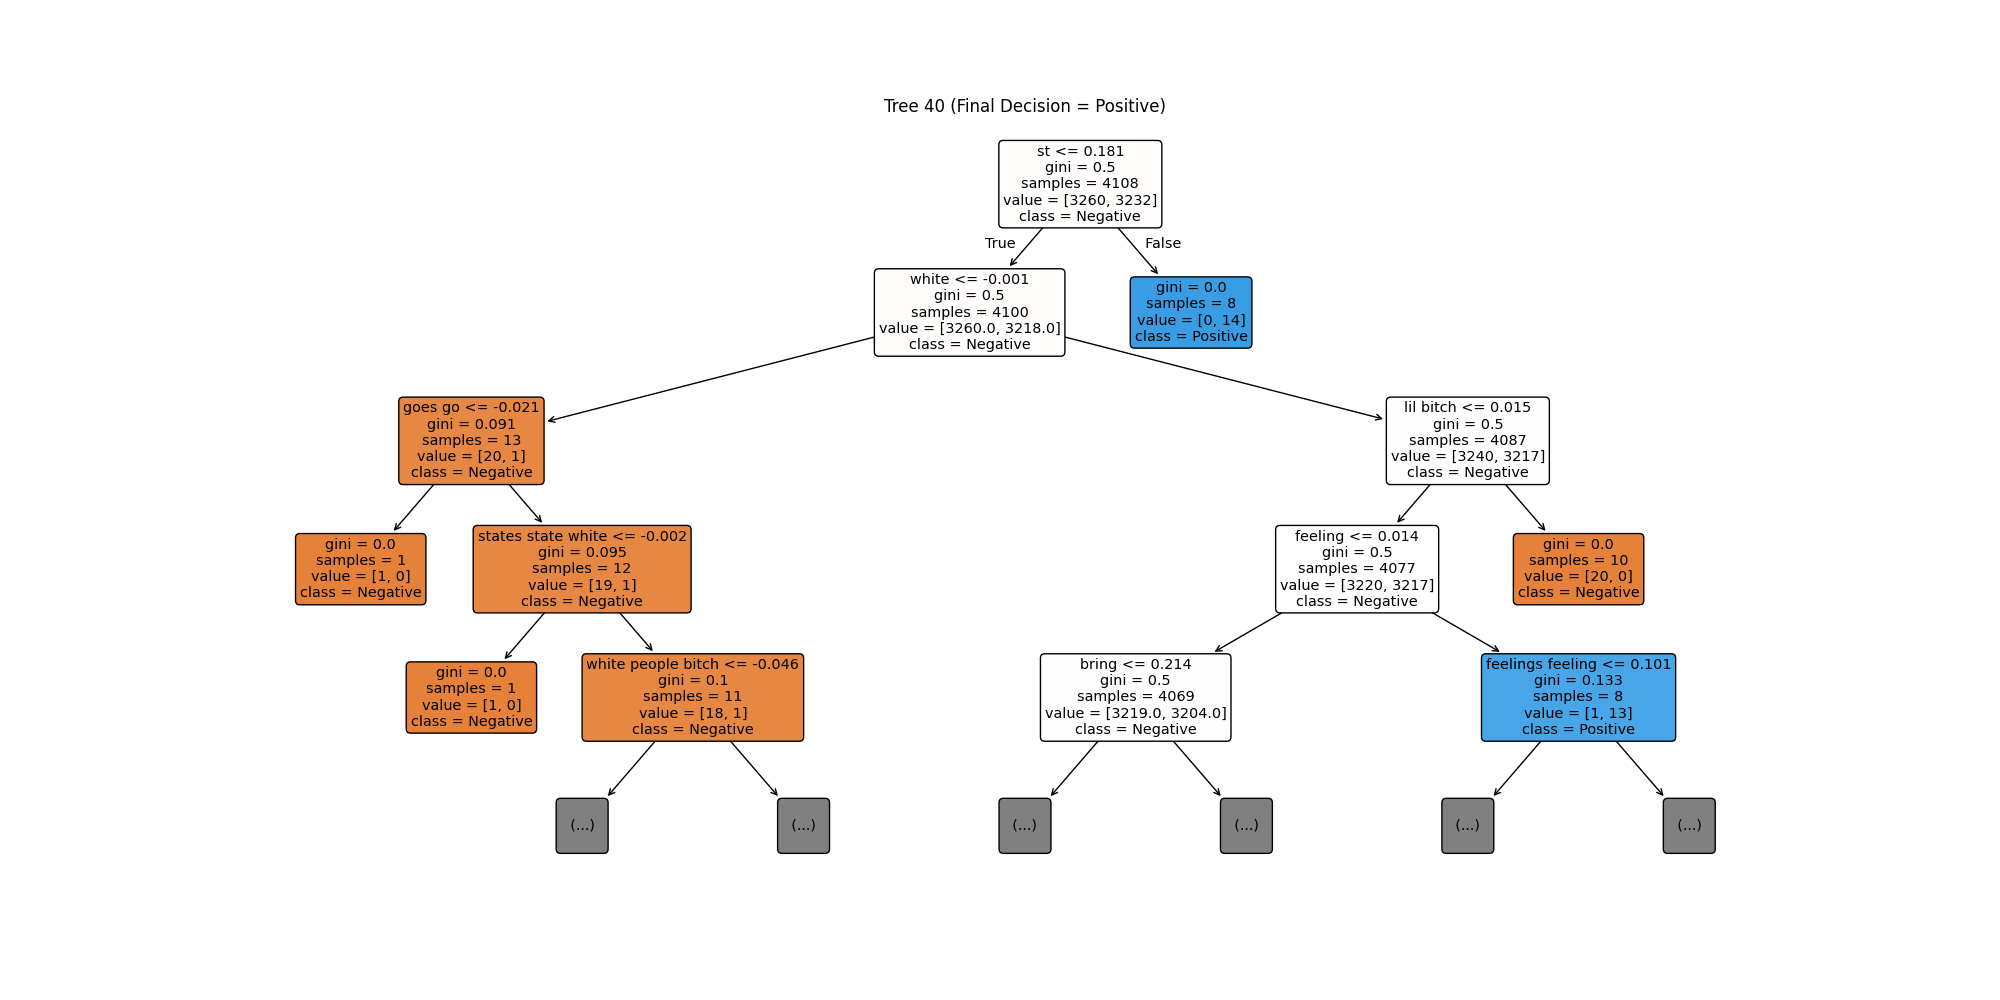 Tree 40 (Final Decision = Positive)
st <= 0.181
gini = 0.5
samples = 4108
value = [3260, 3232]
class = Negative
True
False
white <= -0.001
gini = 0.5
samples = 4100
value = [3260.0, 3218.0]
class = Negative
gini = 0.0
samples = 8
value = [0, 14]
class = Positive
goes go <= -0.021
gini = 0.091
samples = 13
value = [20, 1]
class = Negative
lil bitch <= 0.015
gini = 0.5
samples = 4087
value = [3240, 3217]
class = Negative
gini = 0.0
samples = 1
value = [1, 0]
class = Negative
states state white <= -0.002
gini = 0.095
samples = 12
value = [19, 1]
class = Negative
feeling <= 0.014
gini = 0.5
samples = 4077
value = [3220, 3217]
class = Negative
gini = 0.0
samples = 10
value = [20, 0]
class = Negative
gini = 0.0
samples = 1
value = [1, 0]
class = Negative
white people bitch <= -0.046
gini = 0.1
samples = 11
value = [18, 1]
class = Negative
bring <= 0.214
gini = 0.5
samples = 4069
value = [3219.0, 3204.0]
class = Negative
feelings feeling <= 0.101
gini = 0.133
samples = 8
value = [1, 13]
class = Positive
(...)
(...)
(...)
(...)
(...)
(...)